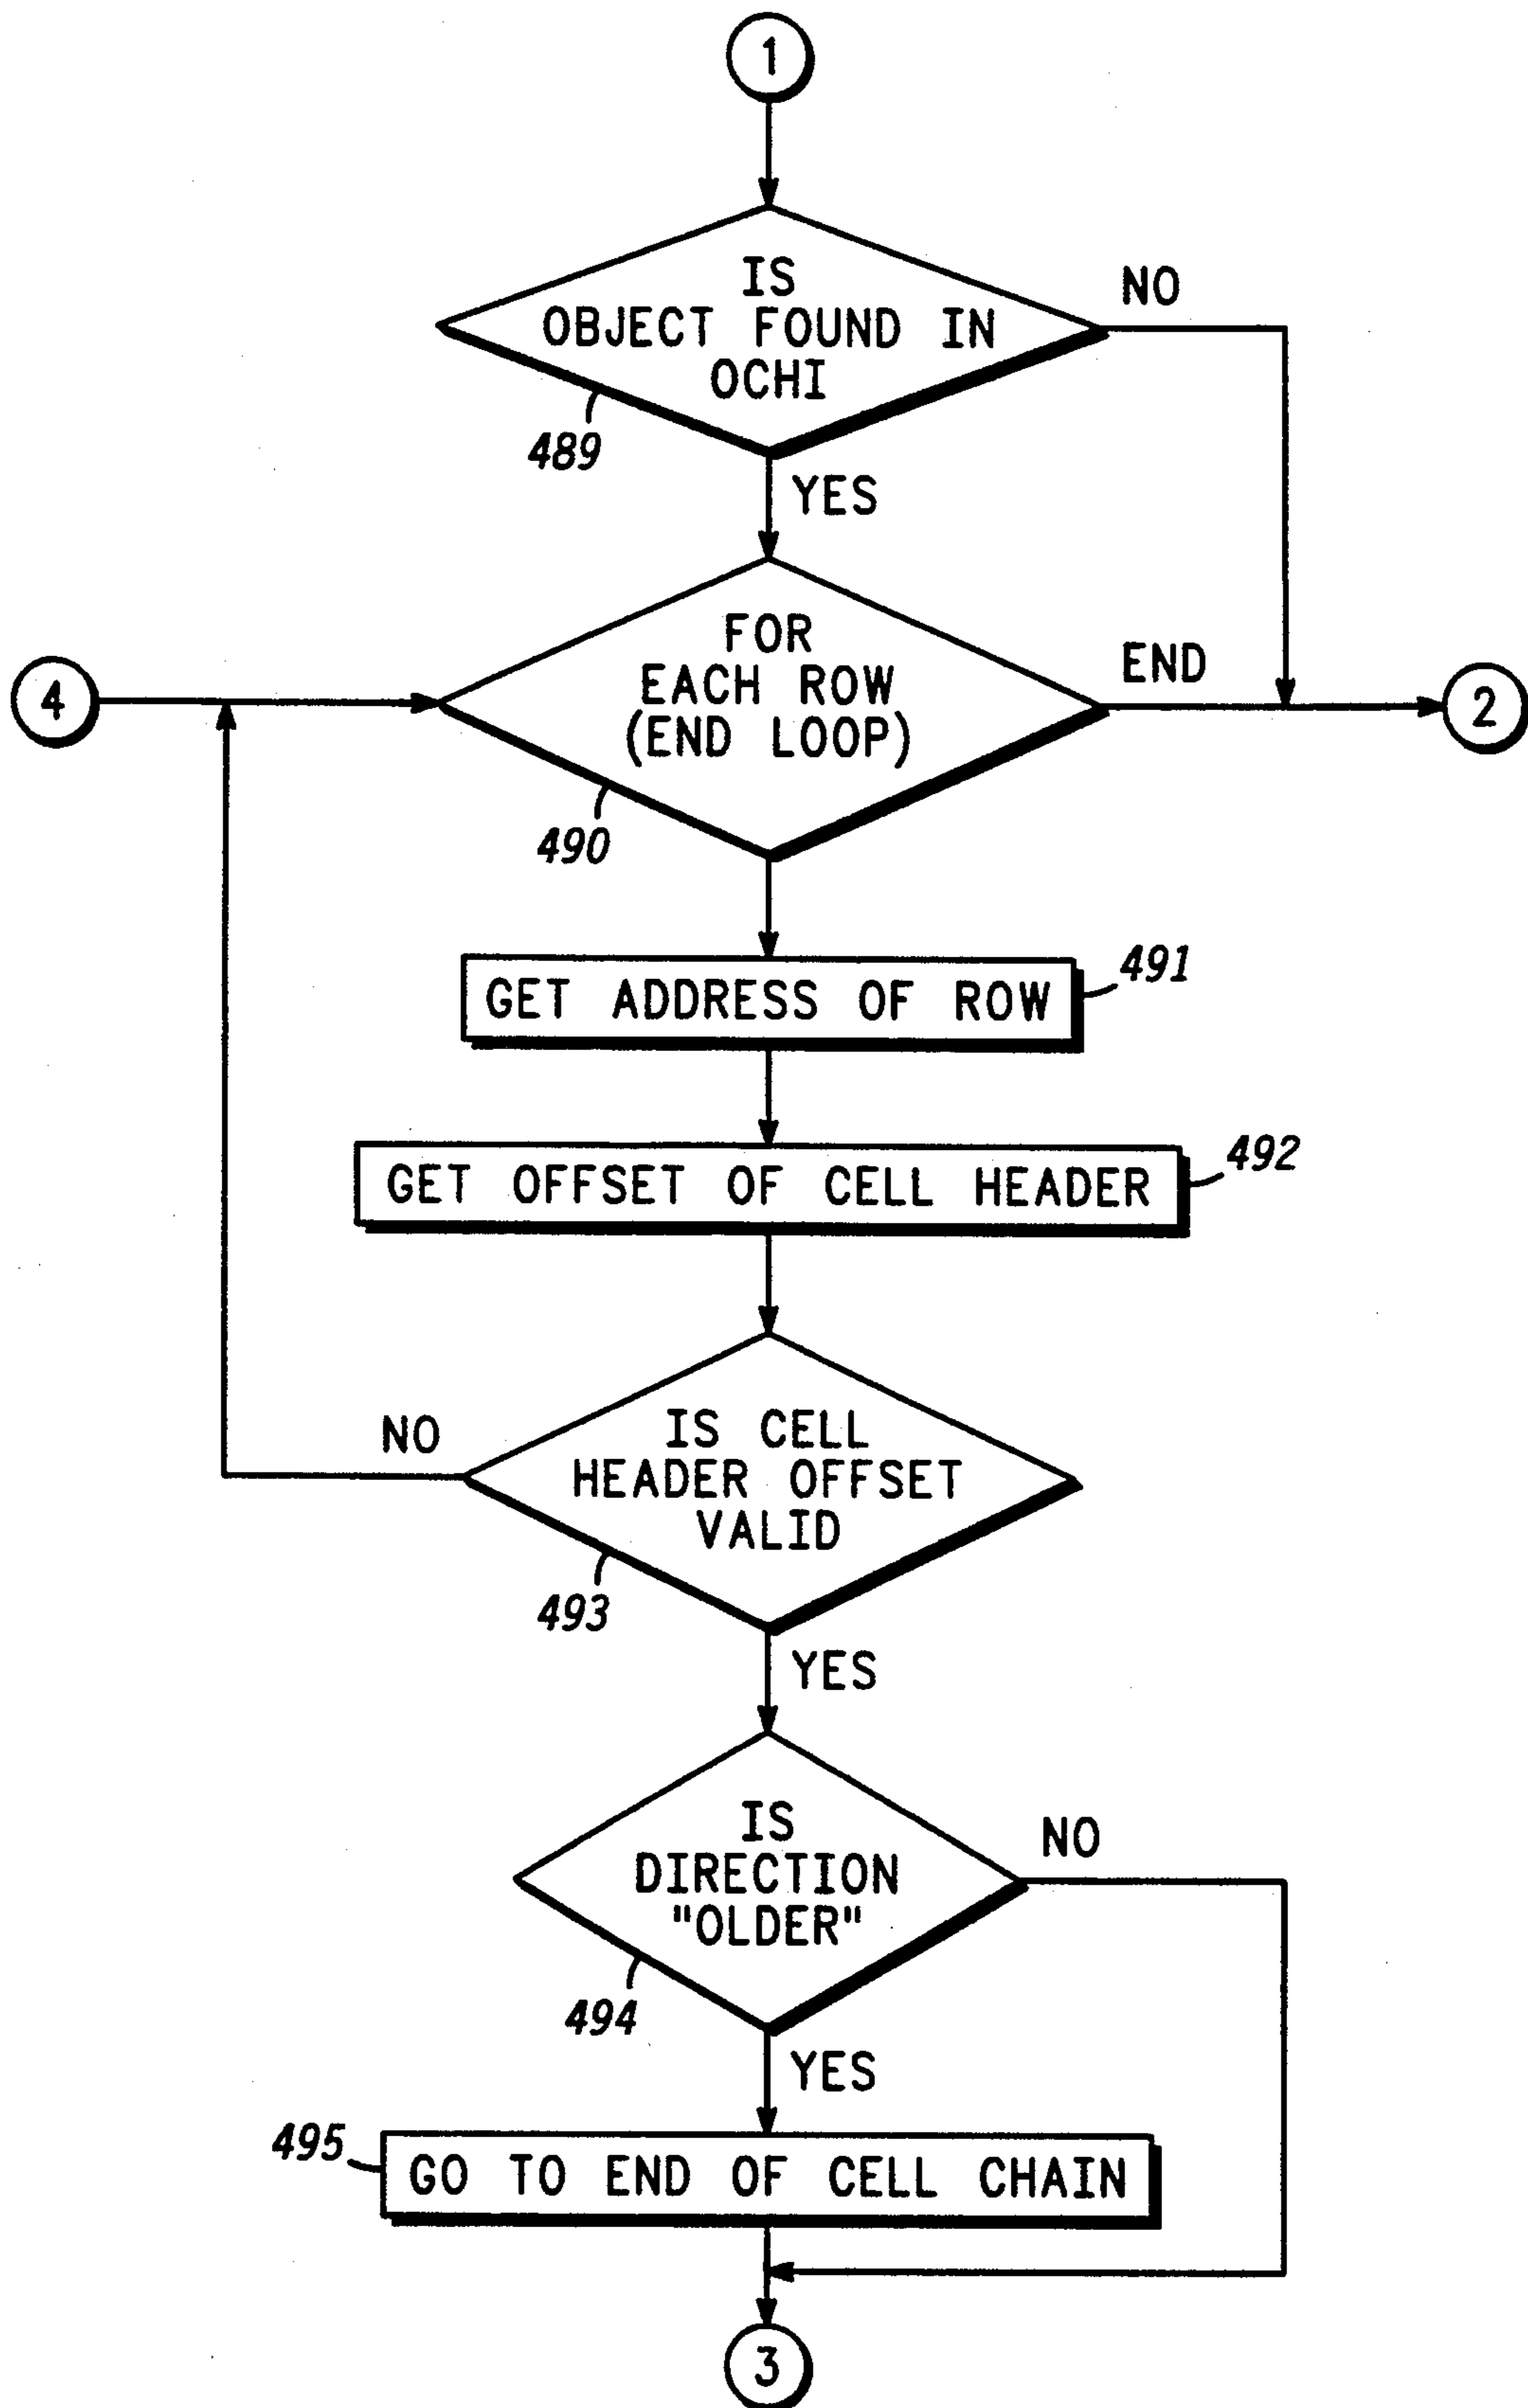 1
IS
OBJECT FOUND IN
OCHI
NO
489
YES
FOR
EACH ROW
(END LOOP)
END
4
2
490
GET ADDRESS OF ROW
491
GET OFFSET OF CELL HEADER
492
IS CELL
HEADER OFFSET
VALID
NO
493
YES
IS
DIRECTION
"OLDER"
NO
494
YES
495
GO TO END OF CELL CHAIN
3